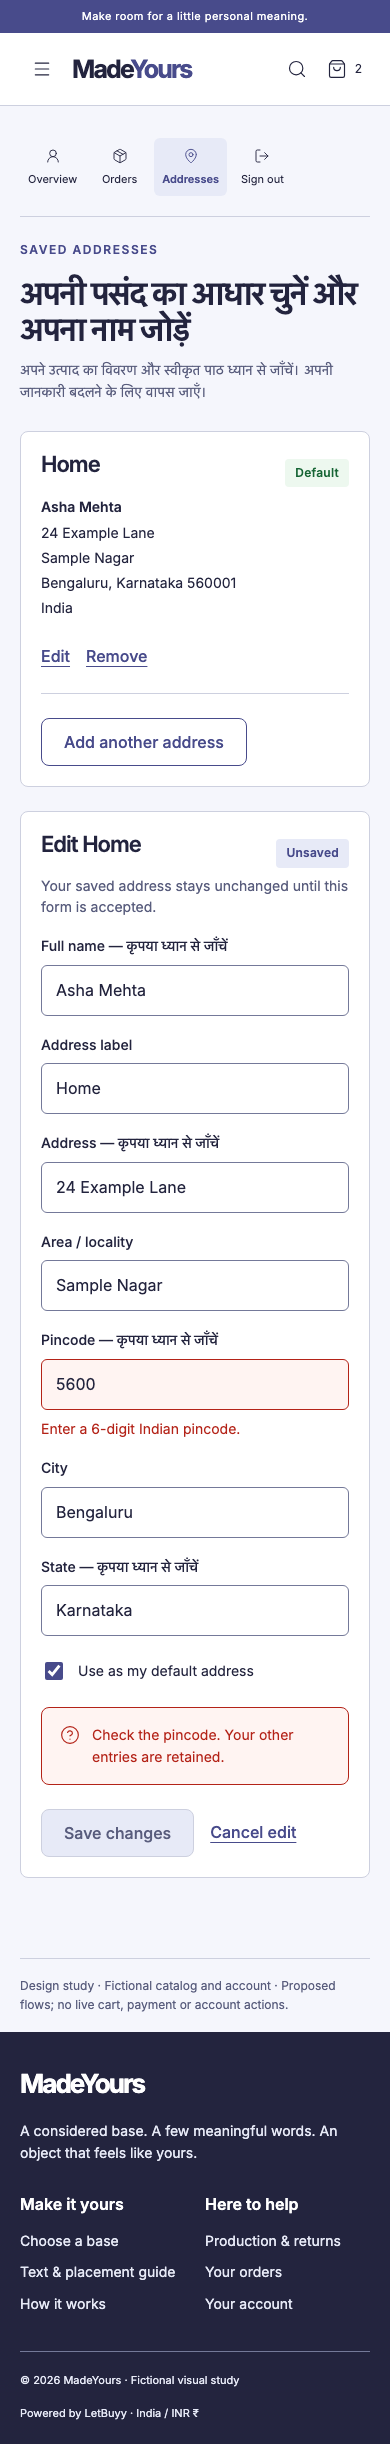 Make room for a little personal meaning.
MadeYours
2
Overview
Orders
Addresses
Sign out
SAVED ADDRESSES
अपनी पसंद का आधार चुनें और
अपना नाम जोड़ें
अपने उत्पाद का विवरण और स्वीकृत पाठ ध्यान से जाँचें। अपनी
जानकारी बदलने के लिए वापस जाएँ।
Home
Default
Asha Mehta
24 Example Lane
Sample Nagar
Bengaluru, Karnataka 560001
India
Edit
Remove
Add another address
Edit Home
Unsaved
Your saved address stays unchanged until this
form is accepted.
Full name — कृपया ध्यान से जाँचें
Asha Mehta
Address label
Home
Address — कृपया ध्यान से जाँचें
24 Example Lane
Area / locality
Sample Nagar
Pincode — कृपया ध्यान से जाँचें
5600
Enter a 6-digit Indian pincode.
City
Bengaluru
State — कृपया ध्यान से जाँचें
Karnataka
Use as my default address
Check the pincode. Your other
entries are retained.
Save changes
Cancel edit
Design study · Fictional catalog and account · Proposed
flows; no live cart, payment or account actions.
MadeYours
A considered base. A few meaningful words. An
object that feels like yours.
Make it yours
Choose a base
Text & placement guide
How it works
Here to help
Production & returns
Your orders
Your account
© 2026 MadeYours · Fictional visual study
Powered by LetBuyy · India / INR ₹